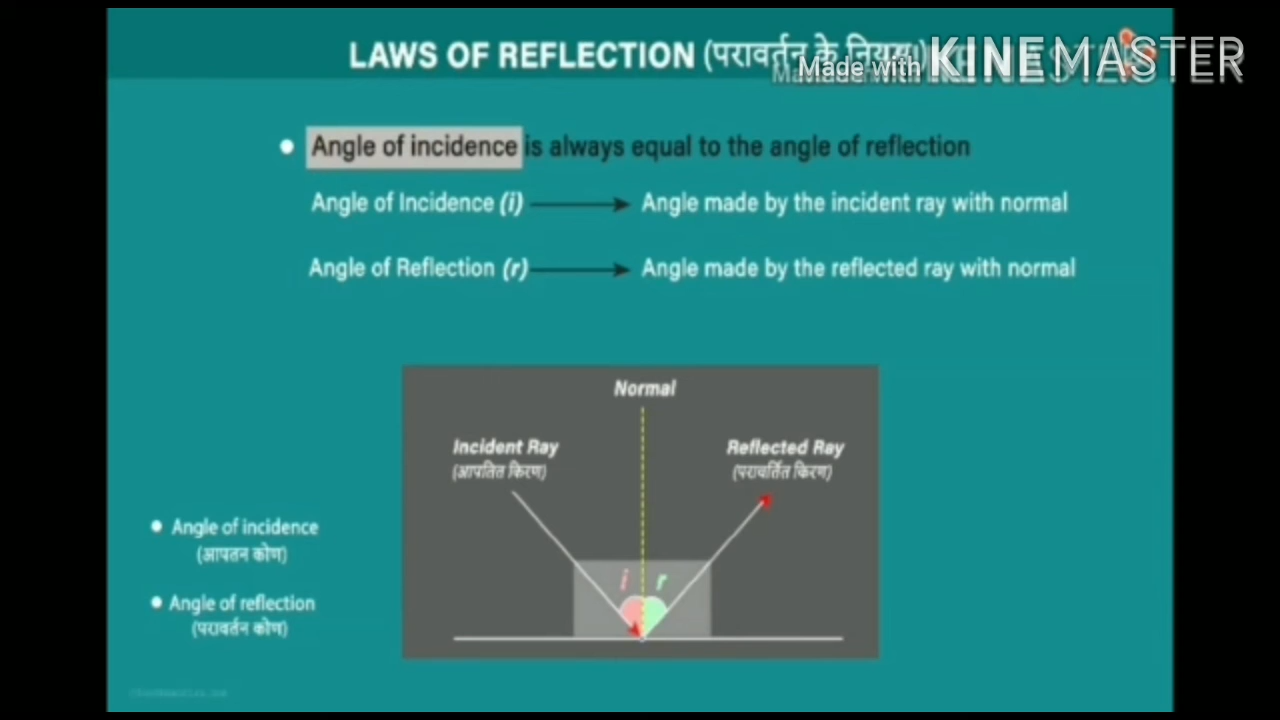 LAWS OF REFLECTION (परावर्तन के नियम)
Made with KINEMASTER
Angle of incidence is always equal to the angle of reflection
Angle of Incidence (i) Angle made by the incident ray with normal
Angle of Reflection (r) Angle made by the reflected ray with normal
Normal
Incident Ray
(आपतित किरण)
Reflected Ray
(परावर्तित किरण)
Angle of incidence
(आपतन कोण)
i r
Angle of reflection
(परावर्तन कोण)